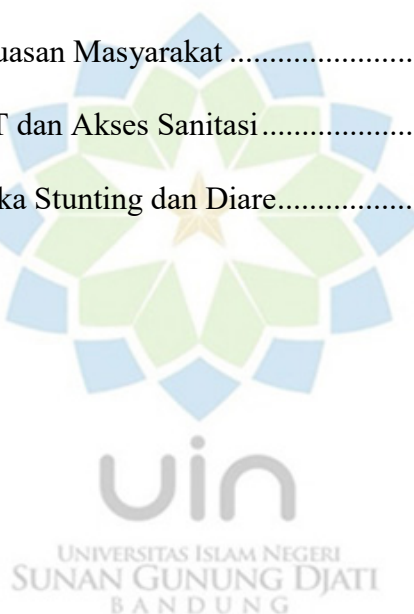 uasan Masyarakat ......................
T dan Akses Sanitasi ..................
ka Stunting dan Diare.................
uin
UNIVERSITAS ISLAM NEGERI
SUNAN GUNUNG DJATI
BANDUNG